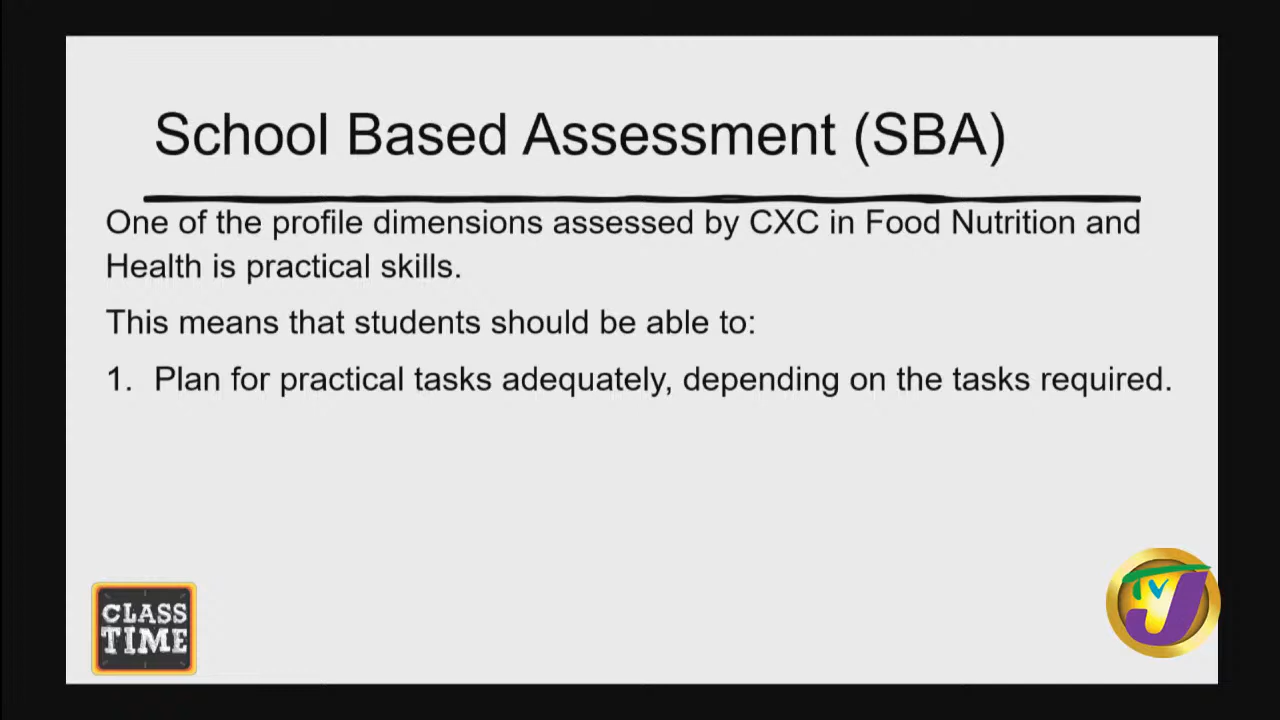 School Based Assessment (SBA)
One of the profile dimensions assessed by CXC in Food Nutrition and
Health is practical skills.
This means that students should be able to:
1. Plan for practical tasks adequately, depending on the tasks required.
CLASS
TIME
TVJ